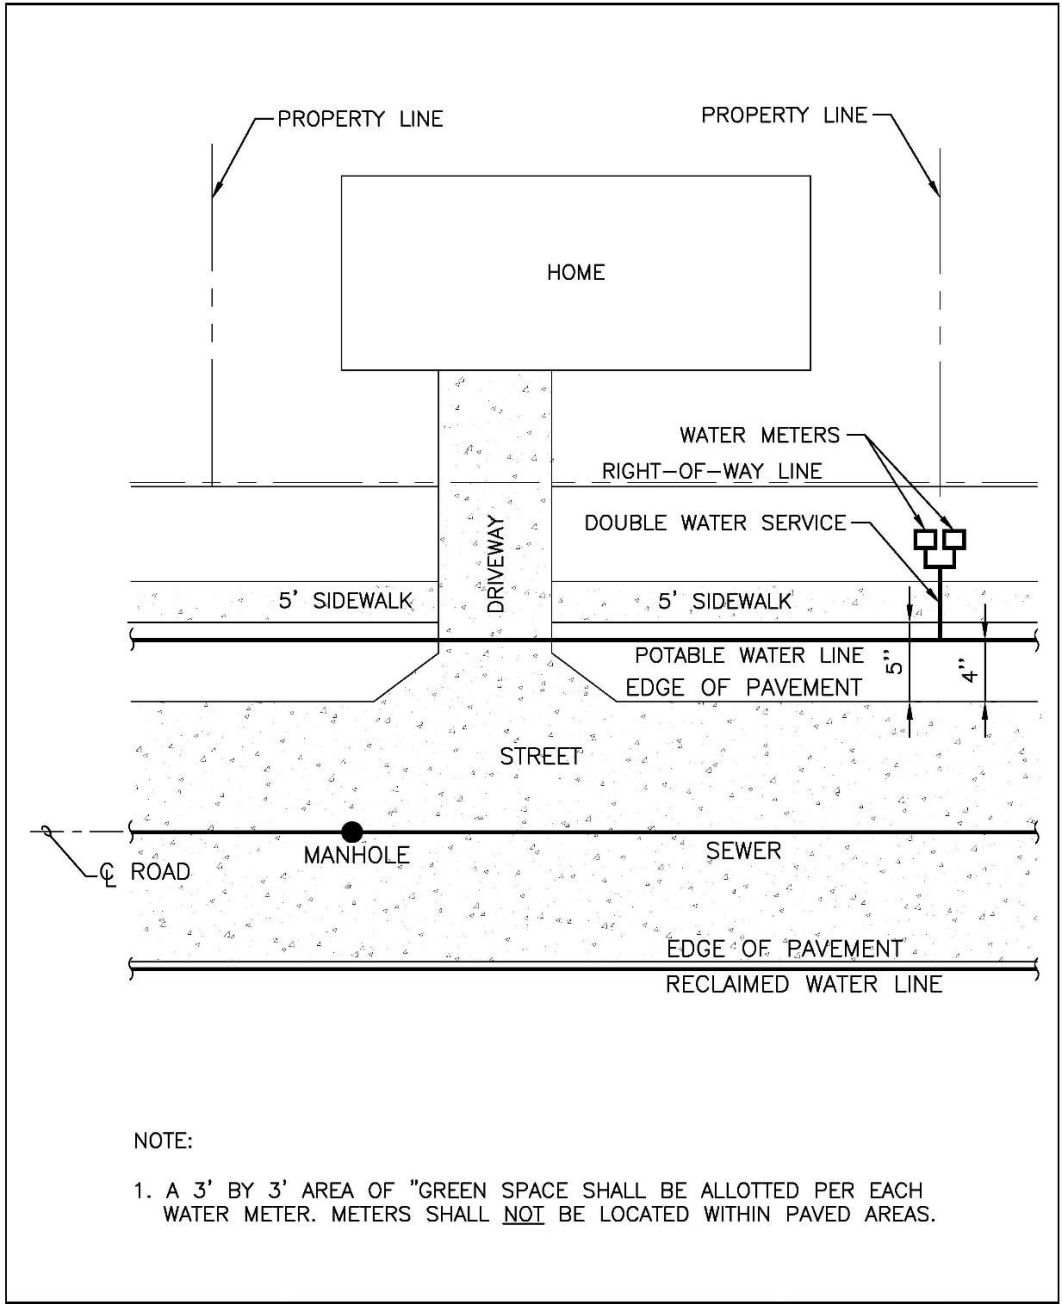 PROPERTY LINE
PROPERTY LINE
HOME
WATER METERS
RIGHT-OF-WAY LINE
DOUBLE WATER SERVICE
DRIVEWAY
5' SIDEWALK
5' SIDEWALK
POTABLE WATER LINE
5"
4"
EDGE OF PAVEMENT
STREET
MANHOLE
SEWER
℄ ROAD
EDGE OF PAVEMENT
RECLAIMED WATER LINE
NOTE:
1. A 3' BY 3' AREA OF "GREEN SPACE SHALL BE ALLOTTED PER EACH
WATER METER. METERS SHALL NOT BE LOCATED WITHIN PAVED AREAS.